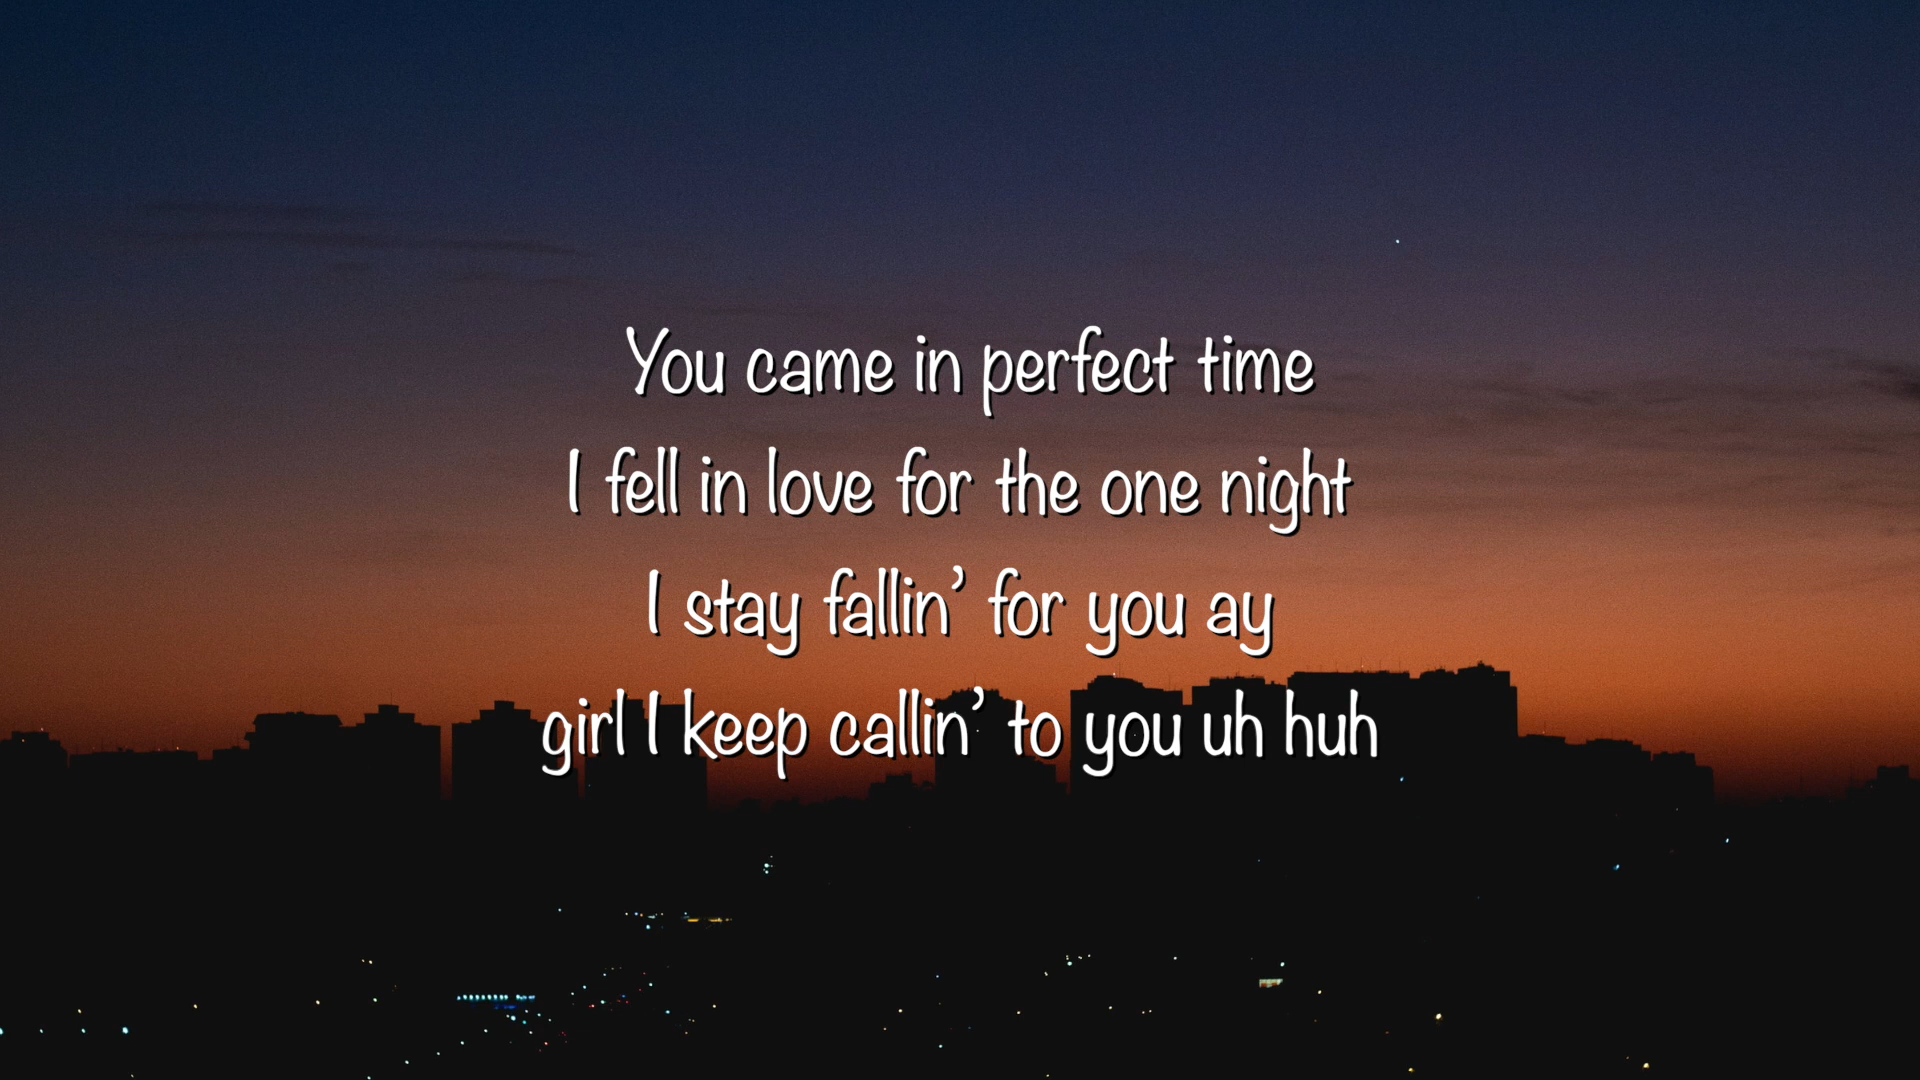 You came in perfect time
I fell in love for the one night
I stay fallin’ for you ay
girl I keep callin’ to you uh huh